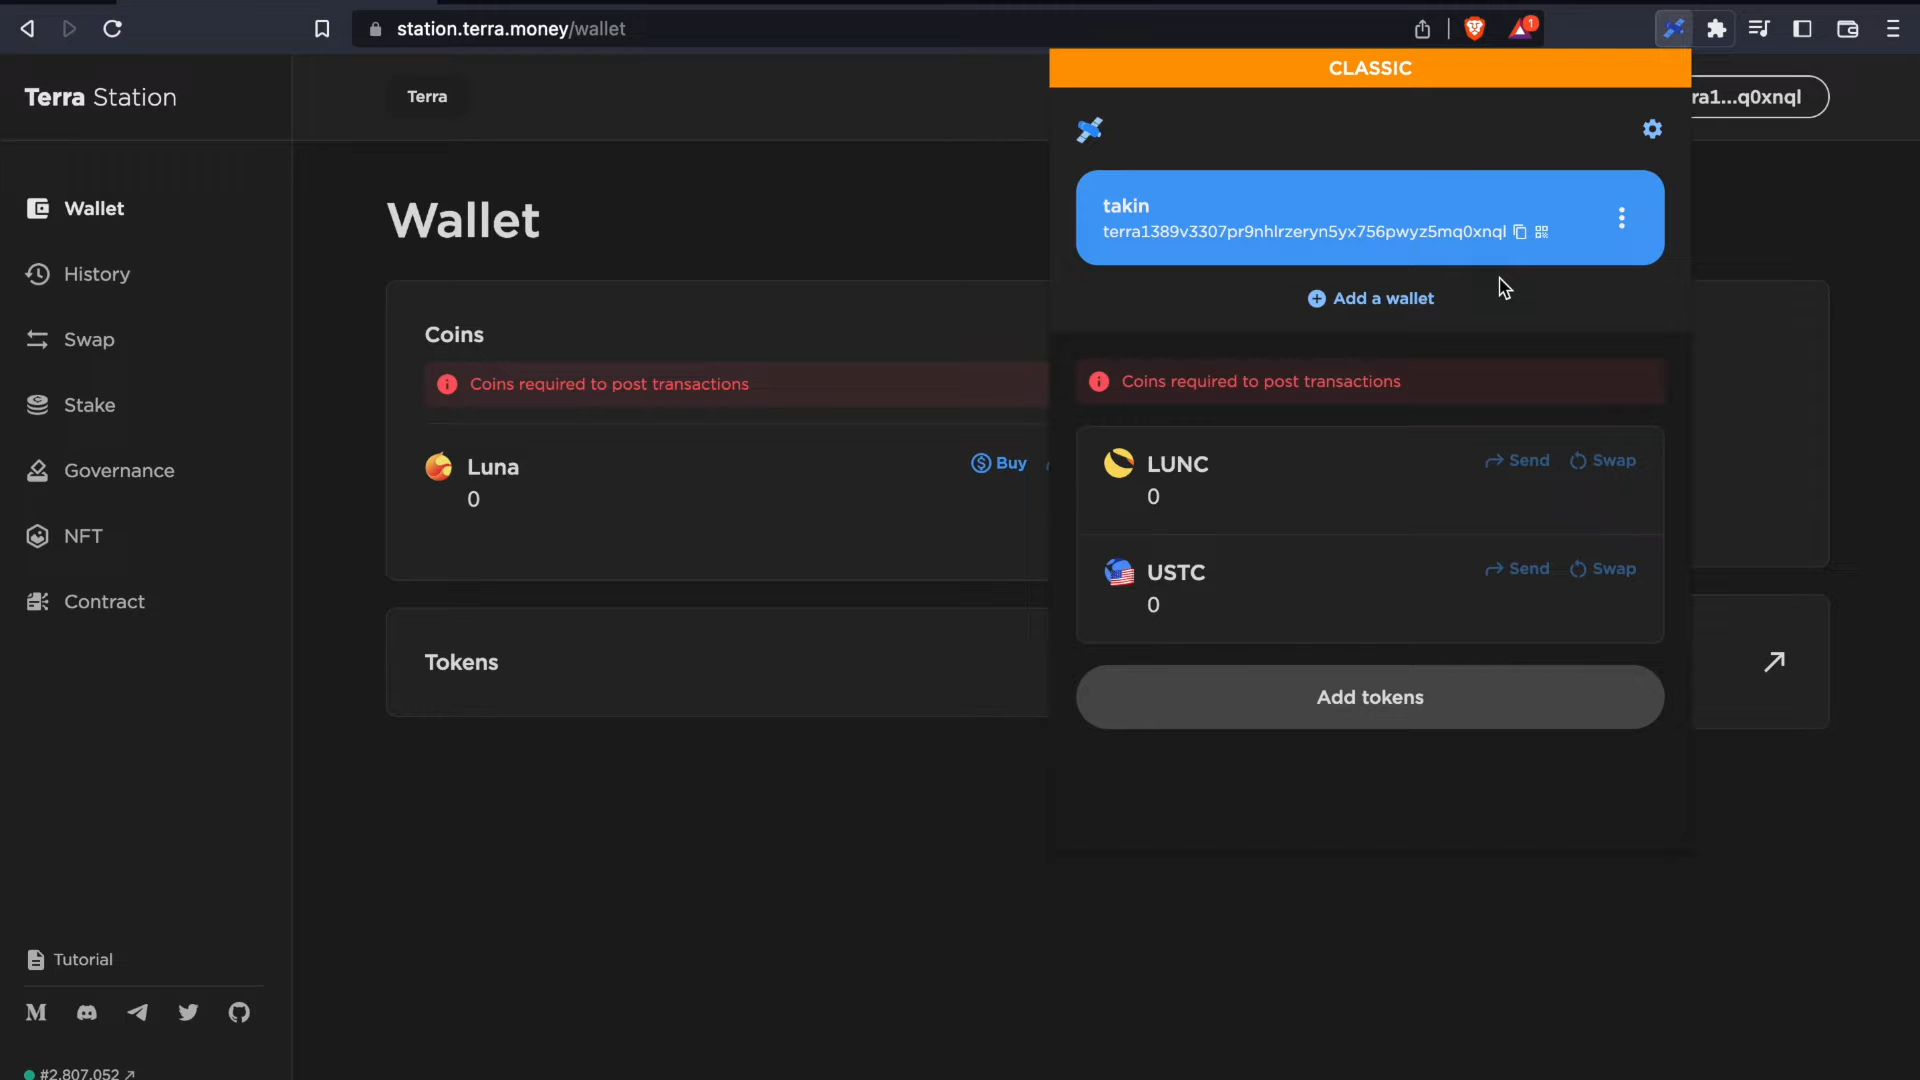 station.terra.money/wallet
1
CLASSIC
Terra Station
Terra
ra1...q0xnql
takin
terra1389v3307pr9nhlrzeryn5yx756pwyz5mq0xnql
Add a wallet
Wallet
History
Swap
Stake
Governance
NFT
Contract
Wallet
Coins
Coins required to post transactions
Luna
0
Buy
Tokens
Coins required to post transactions
LUNC
0
Send
Swap
USTC
0
Send
Swap
Add tokens
Tutorial
#2,807,052